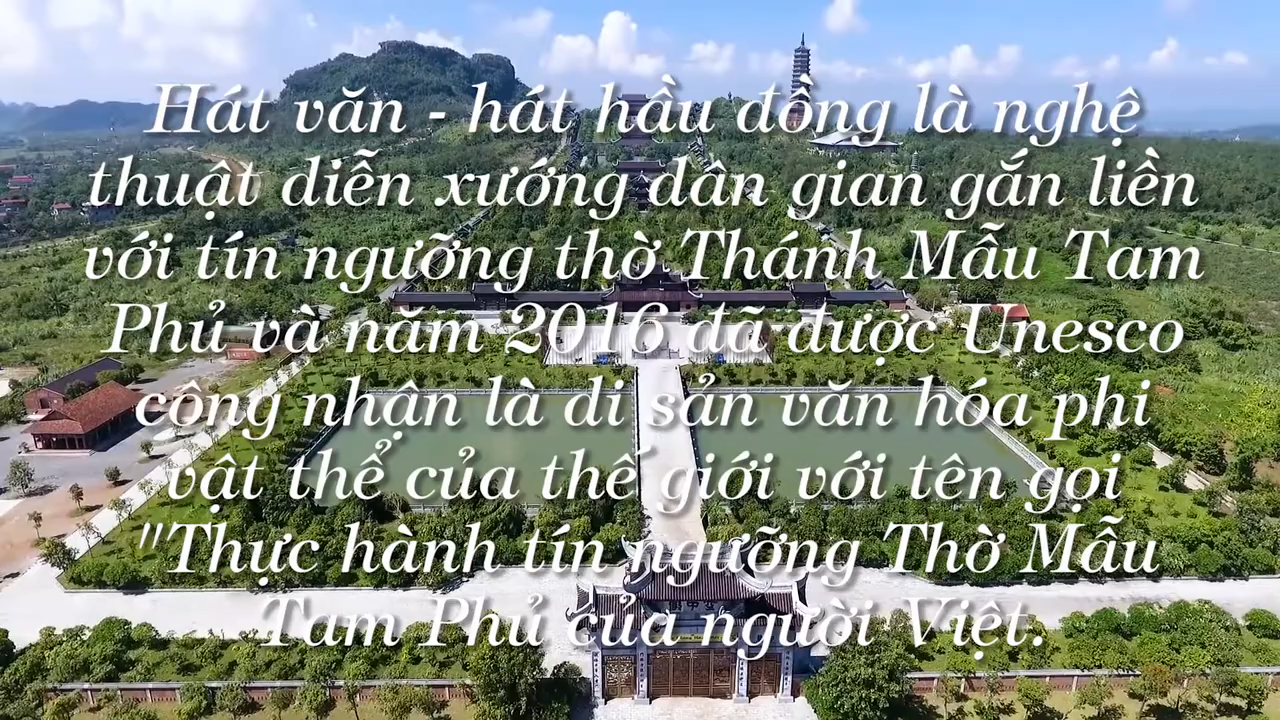 Hát văn - hát hầu đồng là nghệ
thuật diễn xướng dân gian gắn liền
với tín ngưỡng thờ Thánh Mẫu Tam
Phủ và năm 2016 đã được Unesco
công nhận là di sản văn hóa phi
vật thể của thế giới với tên gọi
"Thực hành tín ngưỡng Thờ Mẫu
Tam Phủ của người Việt.